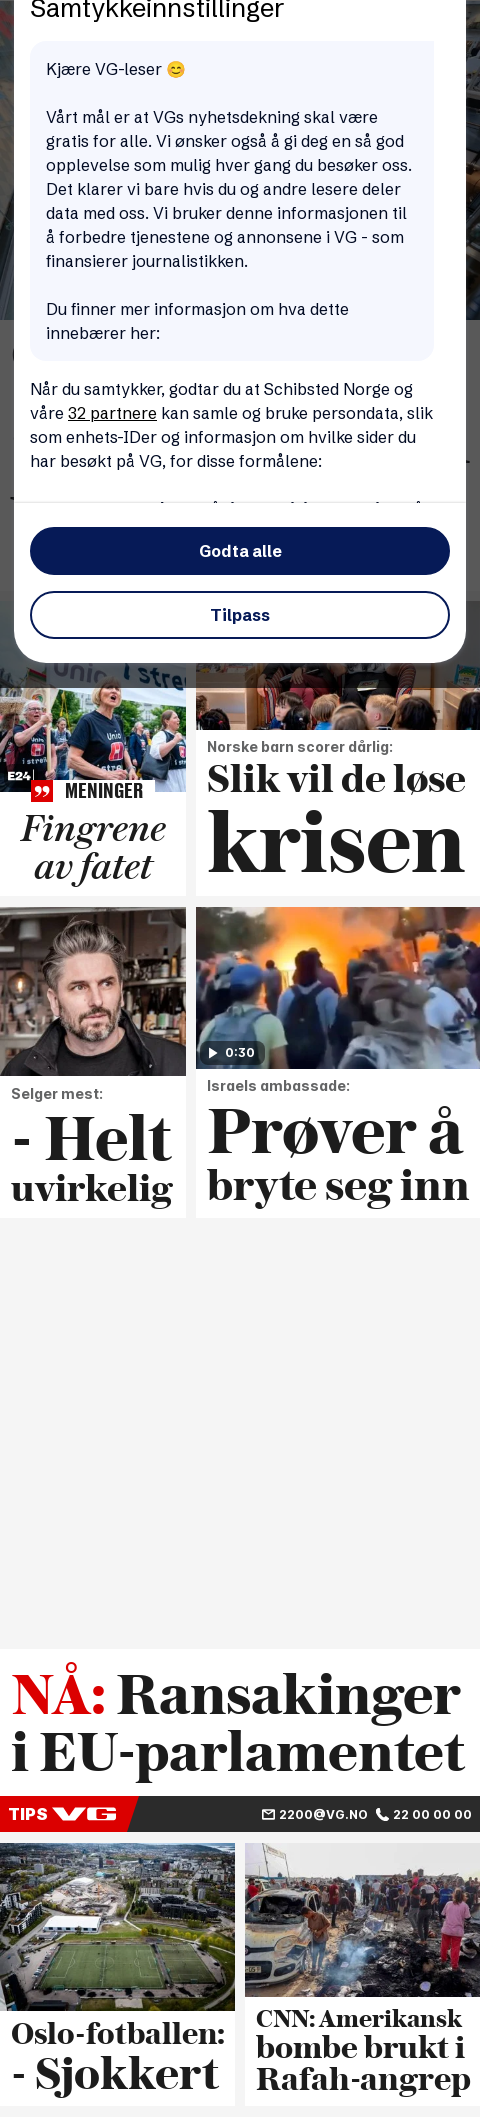 Samtykkeinnstillinger
Kjære VG-leser 😊
Vårt mål er at VGs nyhetsdekning skal være
gratis for alle. Vi ønsker også å gi deg en så god
opplevelse som mulig hver gang du besøker oss.
Det klarer vi bare hvis du og andre lesere deler
data med oss. Vi bruker denne informasjonen til
å forbedre tjenestene og annonsene i VG - som
finansierer journalistikken.
Du finner mer informasjon om hva dette
innebærer her:
Når du samtykker, godtar du at Schibsted Norge og
våre 32 partnere kan samle og bruke persondata, slik
som enhets-IDer og informasjon om hvilke sider du
har besøkt på VG, for disse formålene:
Godta alle
Tilpass
Unio
i streik
E24
MENINGER
Fingrene
av fatet
Norske barn scorer dårlig:
Slik vil de løse
krisen
Selger mest:
- Helt
uvirkelig
0:30
Israels ambassade:
Prøver å
bryte seg inn
NÅ: Ransakinger
i EU-parlamentet
TIPS VG 2200@VG.NO 22 00 00 00
Oslo-fotballen:
- Sjokkert
CNN: Amerikansk
bombe brukt i
Rafah-angrep